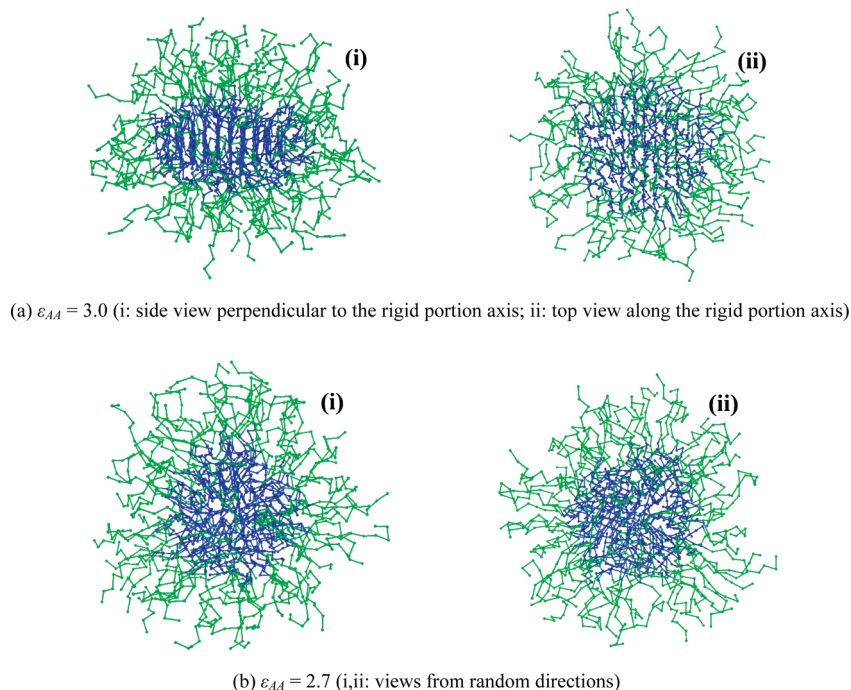 (i)
(ii)
(a) εAA = 3.0 (i: side view perpendicular to the rigid portion axis; ii: top view along the rigid portion axis)
(i)
(ii)
(b) εAA = 2.7 (i,ii: views from random directions)